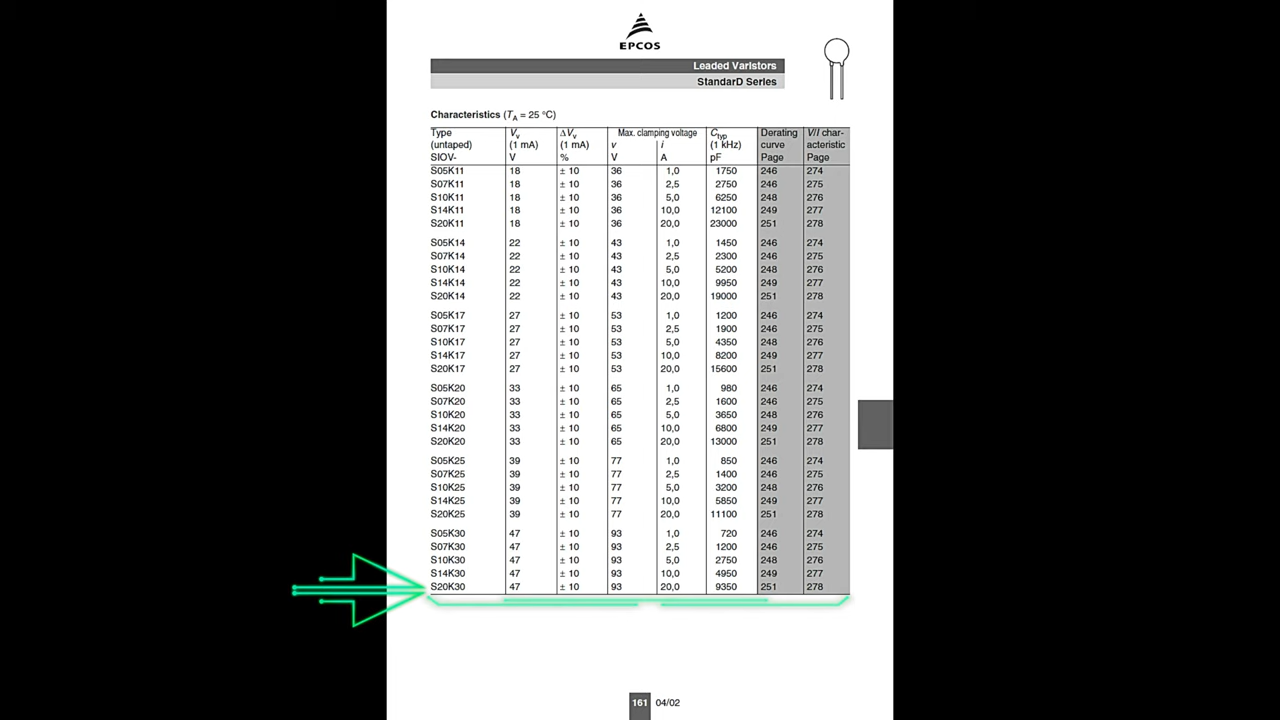 EPCOS
Leaded Varistors
StandarD Series
Characteristics (TA = 25 °C)
Type Vv ΔVv Max. clamping voltage Ctyp Derating V/I char-
(untaped) (1 mA) (1 mA) v i (1 kHz) curve acteristic
SIOV- V % V A pF Page Page
S05K11 18 ± 10 36 1,0 1750 246 274
S07K11 18 ± 10 36 2,5 2750 246 275
S10K11 18 ± 10 36 5,0 6250 248 276
S14K11 18 ± 10 36 10,0 12100 249 277
S20K11 18 ± 10 36 20,0 23000 251 278
S05K14 22 ± 10 43 1,0 1450 246 274
S07K14 22 ± 10 43 2,5 2300 246 275
S10K14 22 ± 10 43 5,0 5200 248 276
S14K14 22 ± 10 43 10,0 9950 249 277
S20K14 22 ± 10 43 20,0 19000 251 278
S05K17 27 ± 10 53 1,0 1200 246 274
S07K17 27 ± 10 53 2,5 1900 246 275
S10K17 27 ± 10 53 5,0 4350 248 276
S14K17 27 ± 10 53 10,0 8200 249 277
S20K17 27 ± 10 53 20,0 15600 251 278
S05K20 33 ± 10 65 1,0 980 246 274
S07K20 33 ± 10 65 2,5 1600 246 275
S10K20 33 ± 10 65 5,0 3650 248 276
S14K20 33 ± 10 65 10,0 6800 249 277
S20K20 33 ± 10 65 20,0 13000 251 278
S05K25 39 ± 10 77 1,0 850 246 274
S07K25 39 ± 10 77 2,5 1400 246 275
S10K25 39 ± 10 77 5,0 3200 248 276
S14K25 39 ± 10 77 10,0 5850 249 277
S20K25 39 ± 10 77 20,0 11100 251 278
S05K30 47 ± 10 93 1,0 720 246 274
S07K30 47 ± 10 93 2,5 1200 246 275
S10K30 47 ± 10 93 5,0 2750 248 276
S14K30 47 ± 10 93 10,0 4950 249 277
S20K30 47 ± 10 93 20,0 9350 251 278
161 04/02